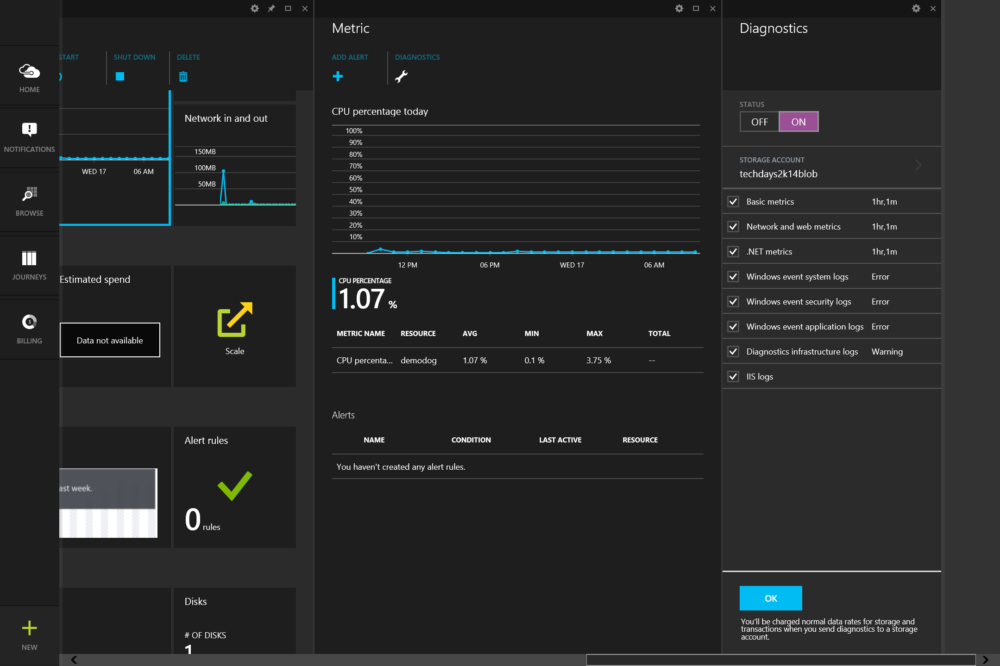 HOME
NOTIFICATIONS
BROWSE
JOURNEYS
$
BILLING
NEW
START
SHUT DOWN
DELETE
WED 17
06 AM
Network in and out
150MB
100MB
50MB
Estimated spend
Data not available
Scale
ast week.
Alert rules
0 rules
Disks
# OF DISKS
1
Metric
ADD ALERT
DIAGNOSTICS
CPU percentage today
100%
90%
80%
70%
60%
50%
40%
30%
20%
10%
12 PM
06 PM
WED 17
06 AM
CPU PERCENTAGE
1.07 %
METRIC NAME RESOURCE AVG MIN MAX TOTAL
CPU percenta... demodog 1.07 % 0.1 % 3.75 % --
Alerts
NAME CONDITION LAST ACTIVE RESOURCE
You haven't created any alert rules.
Diagnostics
STATUS
OFF ON
STORAGE ACCOUNT
techdays2k14blob
Basic metrics 1hr,1m
Network and web metrics 1hr,1m
.NET metrics 1hr,1m
Windows event system logs Error
Windows event security logs Error
Windows event application logs Error
Diagnostics infrastructure logs Warning
IIS logs
OK
You'll be charged normal data rates for storage and
transactions when you send diagnostics to a storage
account.